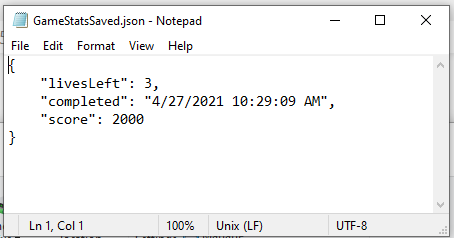 GameStatsSaved.json - Notepad
File Edit Format View Help
{
    "livesLeft": 3,
    "completed": "4/27/2021 10:29:09 AM",
    "score": 2000
}
Ln 1, Col 1 100% Unix (LF) UTF-8